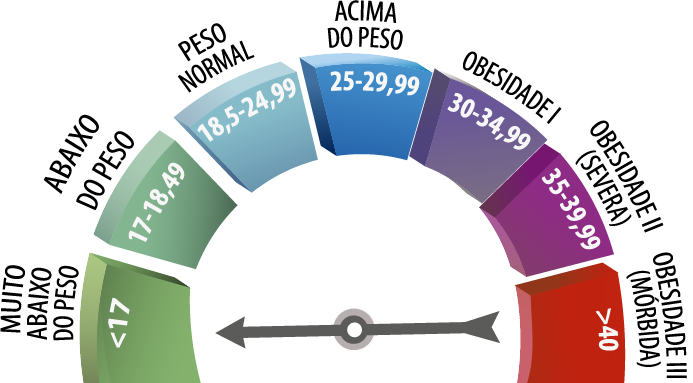 MUITO
ABAIXO
DO PESO
<17
ABAIXO
DO PESO
17-18,49
PESO
NORMAL
18,5-24,99
ACIMA
DO PESO
25-29,99
OBESIDADE I
30-34,99
OBESIDADE II
(SEVERA)
35-39,99
OBESIDADE III
(MÓRBIDA)
>40